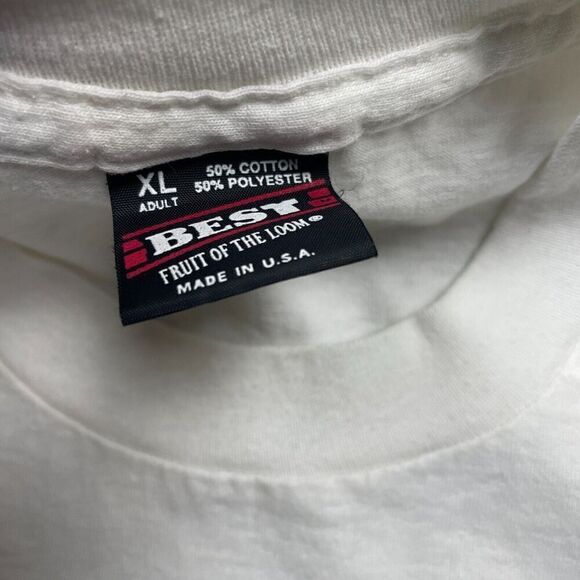 XL
ADULT
50% COTTON
50% POLYESTER
BEST
FRUIT OF THE LOOM®
MADE IN U.S.A.